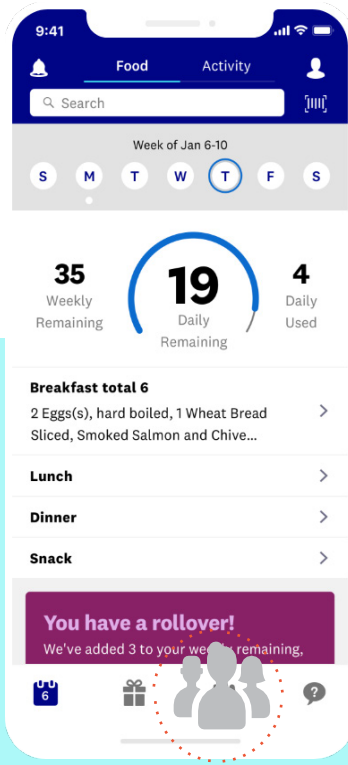 9:41
Food Activity
Search
Week of Jan 6-10
S M T W T F S
35 19 4
Weekly Daily Daily
Remaining Remaining Used
Breakfast total 6
2 Eggs(s), hard boiled, 1 Wheat Bread
Sliced, Smoked Salmon and Chive...
Lunch
Dinner
Snack
You have a rollover!
We've added 3 to your weekly remaining,
6 ?